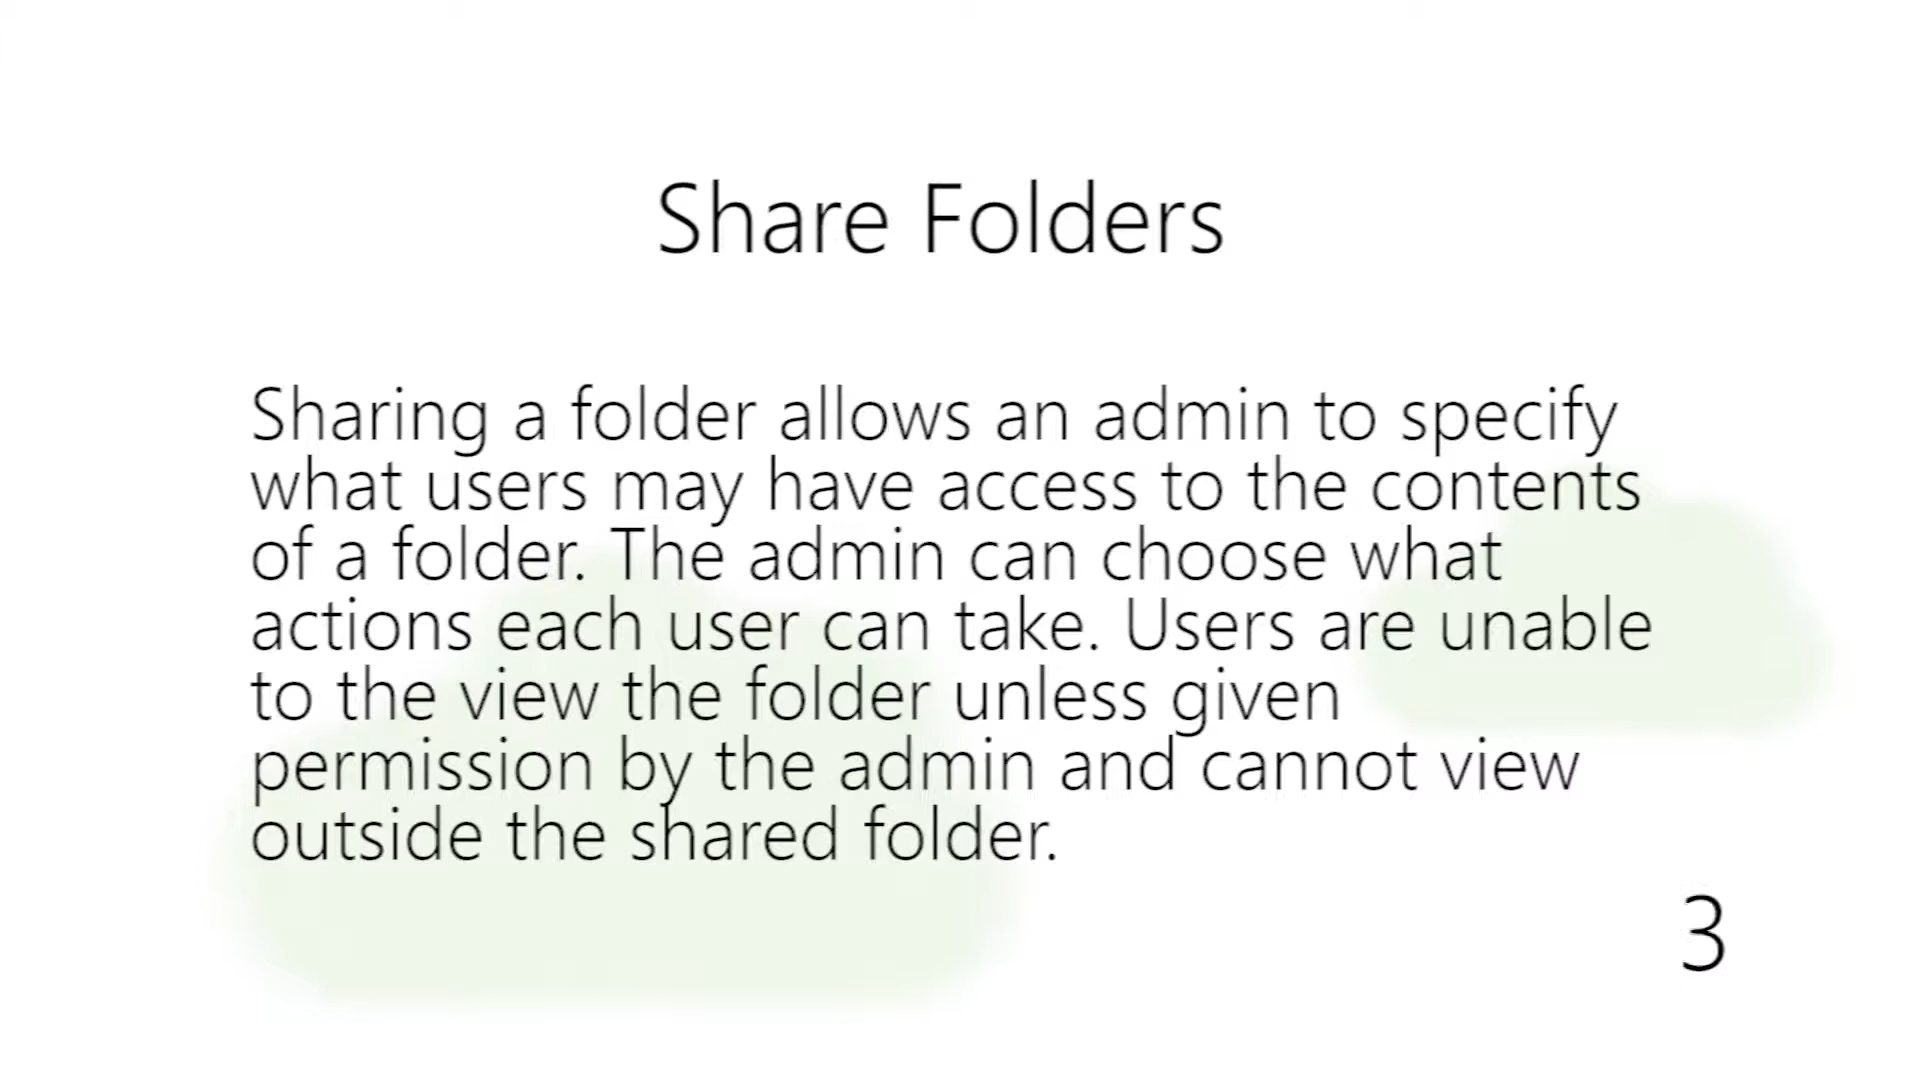 Share Folders
Sharing a folder allows an admin to specify
what users may have access to the contents
of a folder. The admin can choose what
actions each user can take. Users are unable
to the view the folder unless given
permission by the admin and cannot view
outside the shared folder.
3